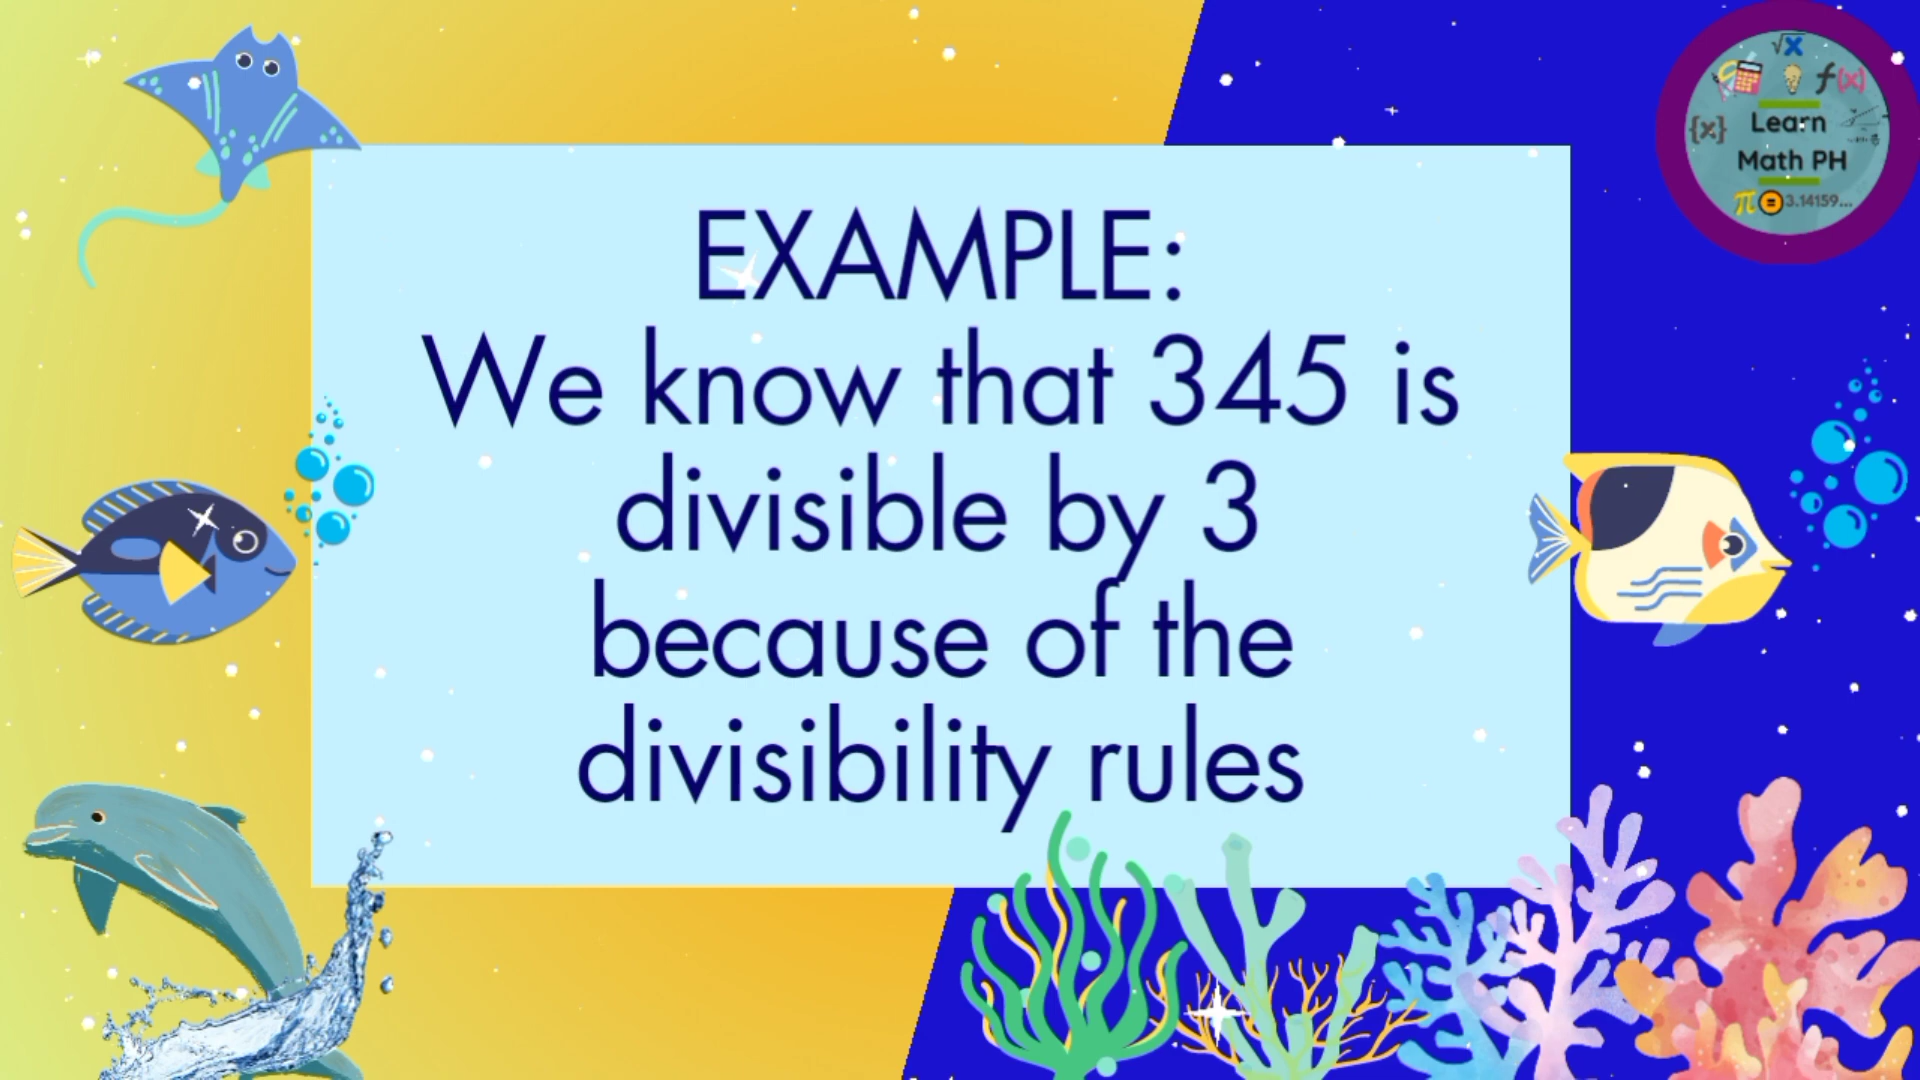 EXAMPLE:
We know that 345 is
divisible by 3
because of the
divisibility rules
√x
f(x)
{x}
Learn
Math PH
π = 3.14159...